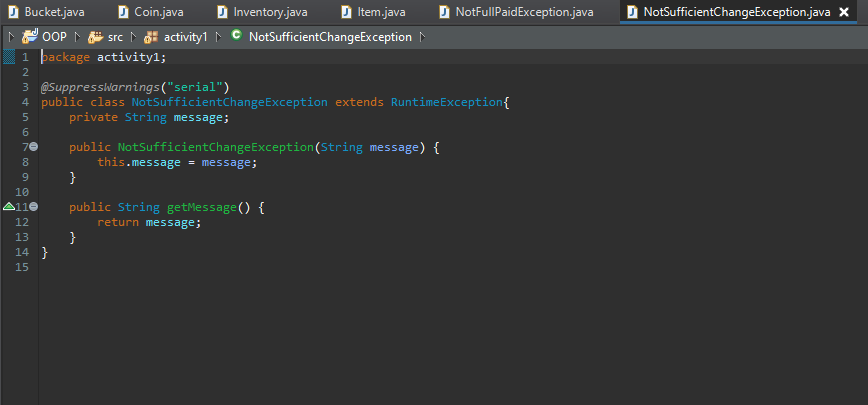 Bucket.java Coin.java Inventory.java Item.java NotFullPaidException.java NotSufficientChangeException.java
OOP src activity1 NotSufficientChangeException
1 package activity1;
2
3 @SuppressWarnings("serial")
4 public class NotSufficientChangeException extends RuntimeException{
5     private String message;
6
7     public NotSufficientChangeException(String message) {
8         this.message = message;
9     }
10
11     public String getMessage() {
12         return message;
13     }
14 }
15